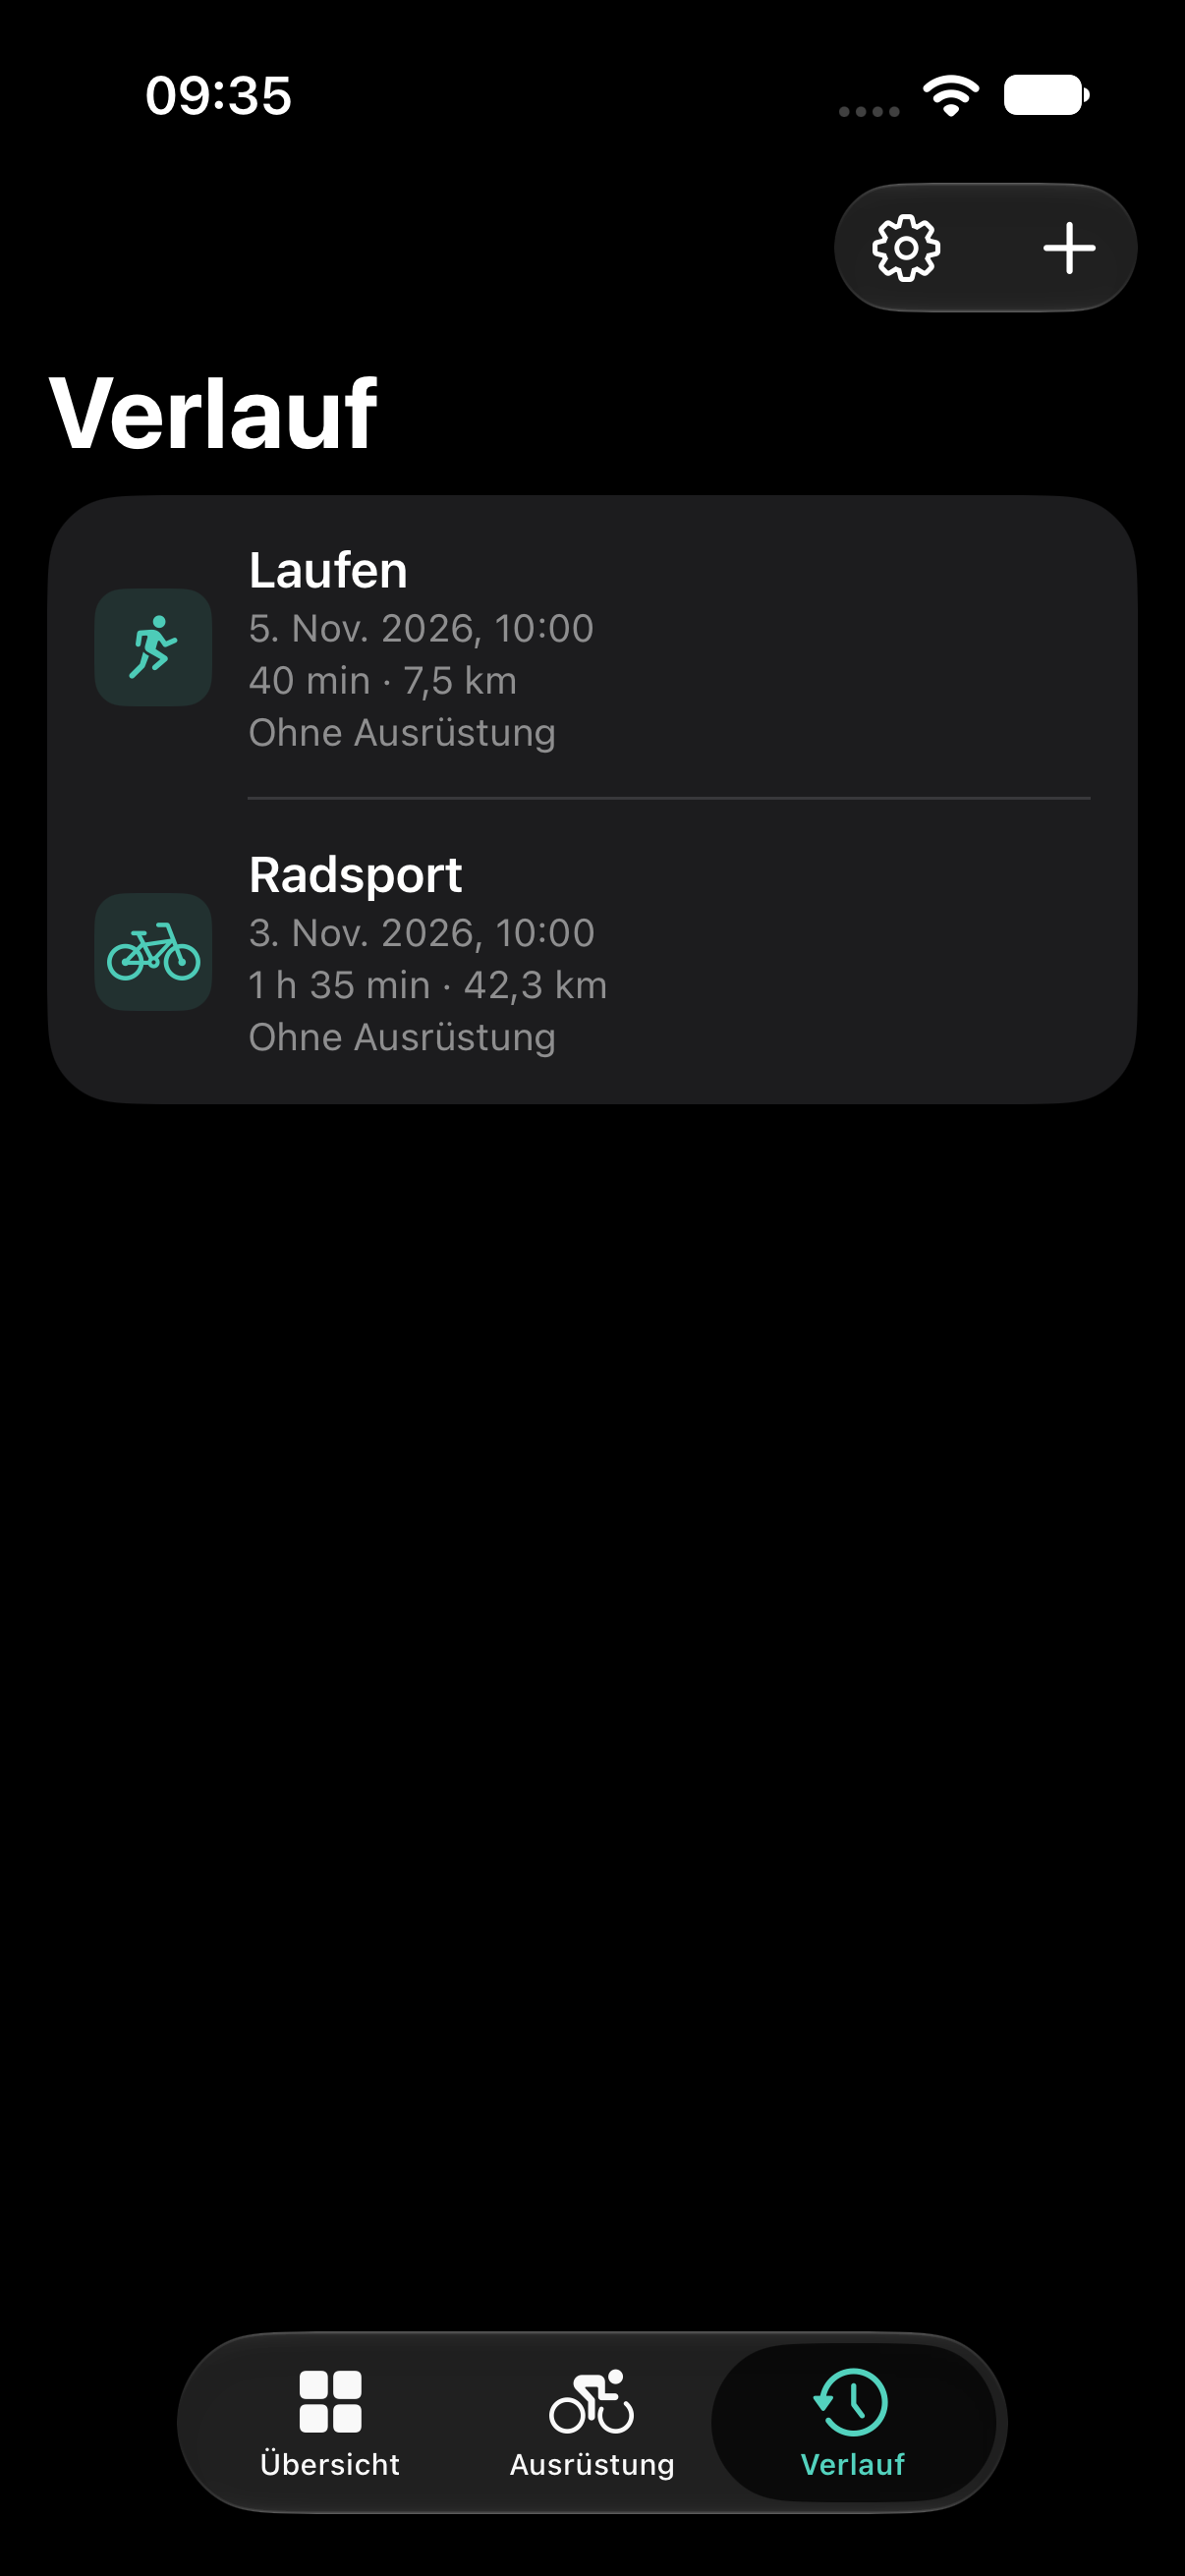 09:35
Verlauf
Laufen
5. Nov. 2026, 10:00
40 min · 7,5 km
Ohne Ausrüstung
Radsport
3. Nov. 2026, 10:00
1 h 35 min · 42,3 km
Ohne Ausrüstung
Übersicht
Ausrüstung
Verlauf